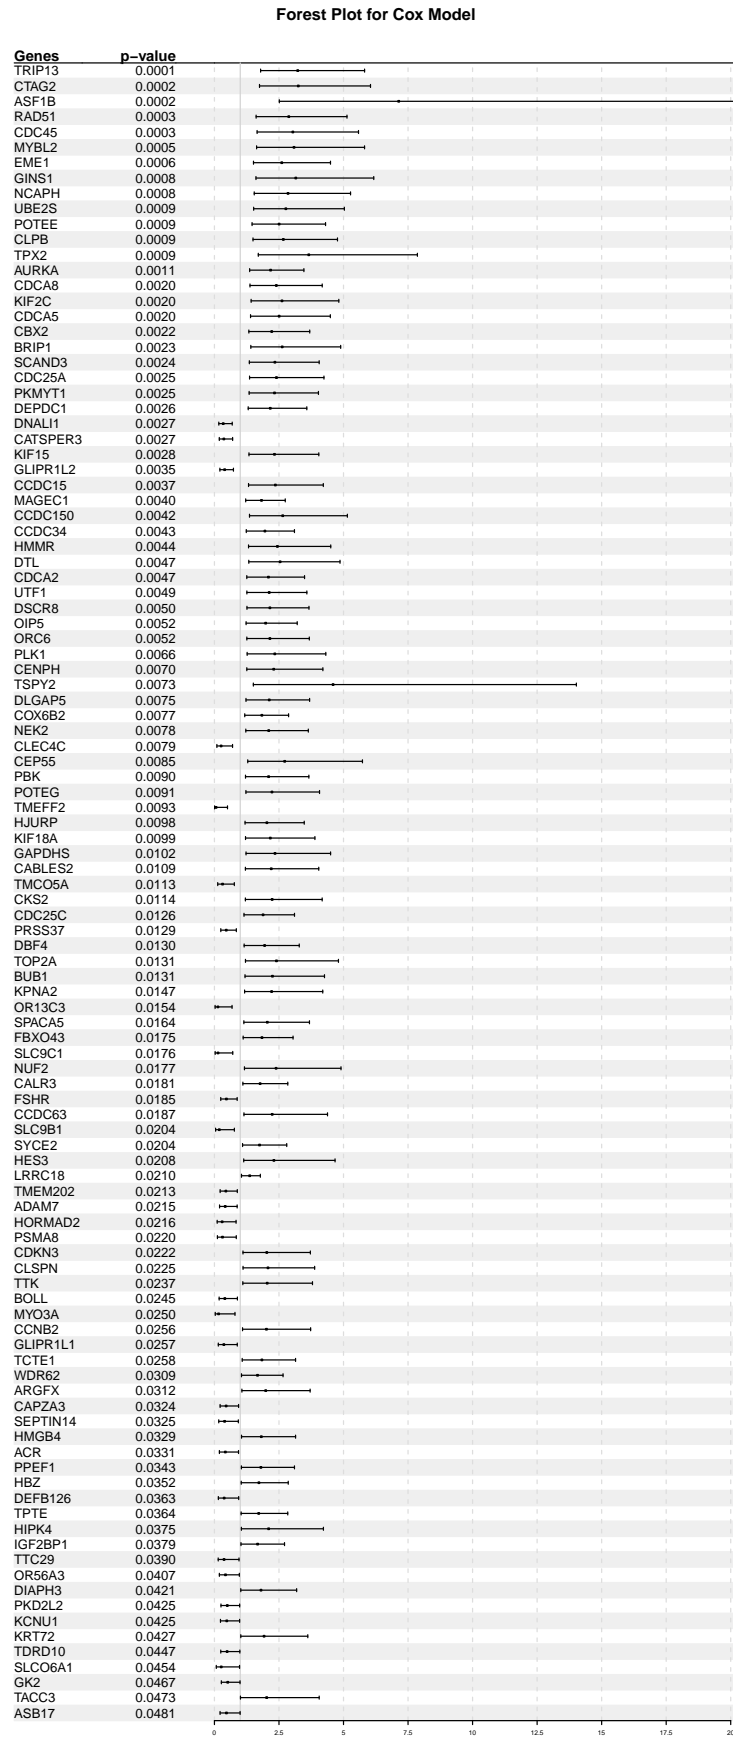 Forest Plot for Cox Model
Genes p−value
TRIP13 0.0001
CTAG2 0.0002
ASF1B 0.0002
RAD51 0.0003
CDC45 0.0003
MYBL2 0.0005
EME1 0.0006
GINS1 0.0008
NCAPH 0.0008
UBE2S 0.0009
POTEE 0.0009
CLPB 0.0009
TPX2 0.0009
AURKA 0.0011
CDCA8 0.0020
KIF2C 0.0020
CDCA5 0.0020
CBX2 0.0022
BRIP1 0.0023
SCAND3 0.0024
CDC25A 0.0025
PKMYT1 0.0025
DEPDC1 0.0026
DNALI1 0.0027
CATSPER3 0.0027
KIF15 0.0028
GLIPR1L2 0.0035
CCDC15 0.0037
MAGEC1 0.0040
CCDC150 0.0042
CCDC34 0.0043
HMMR 0.0044
DTL 0.0047
CDCA2 0.0047
UTF1 0.0049
DSCR8 0.0050
OIP5 0.0052
ORC6 0.0052
PLK1 0.0066
CENPH 0.0070
TSPY2 0.0073
DLGAP5 0.0075
COX6B2 0.0077
NEK2 0.0078
CLEC4C 0.0079
CEP55 0.0085
PBK 0.0090
POTEG 0.0091
TMEFF2 0.0093
HJURP 0.0098
KIF18A 0.0099
GAPDHS 0.0102
CABLES2 0.0109
TMCO5A 0.0113
CKS2 0.0114
CDC25C 0.0126
PRSS37 0.0129
DBF4 0.0130
TOP2A 0.0131
BUB1 0.0131
KPNA2 0.0147
OR13C3 0.0154
SPACA5 0.0164
FBXO43 0.0175
SLC9C1 0.0176
NUF2 0.0177
CALR3 0.0181
FSHR 0.0185
CCDC63 0.0187
SLC9B1 0.0204
SYCE2 0.0204
HES3 0.0208
LRRC18 0.0210
TMEM202 0.0213
ADAM7 0.0215
HORMAD2 0.0216
PSMA8 0.0220
CDKN3 0.0222
CLSPN 0.0225
TTK 0.0237
BOLL 0.0245
MYO3A 0.0250
CCNB2 0.0256
GLIPR1L1 0.0257
TCTE1 0.0258
WDR62 0.0309
ARGFX 0.0312
CAPZA3 0.0324
SEPTIN14 0.0325
HMGB4 0.0329
ACR 0.0331
PPEF1 0.0343
HBZ 0.0352
DEFB126 0.0363
TPTE 0.0364
HIPK4 0.0375
IGF2BP1 0.0379
TTC29 0.0390
OR56A3 0.0407
DIAPH3 0.0421
PKD2L2 0.0425
KCNU1 0.0425
KRT72 0.0427
TDRD10 0.0447
SLCO6A1 0.0454
GK2 0.0467
TACC3 0.0473
ASB17 0.0481
0 2.5 5 7.5 10 12.5 15 17.5 20